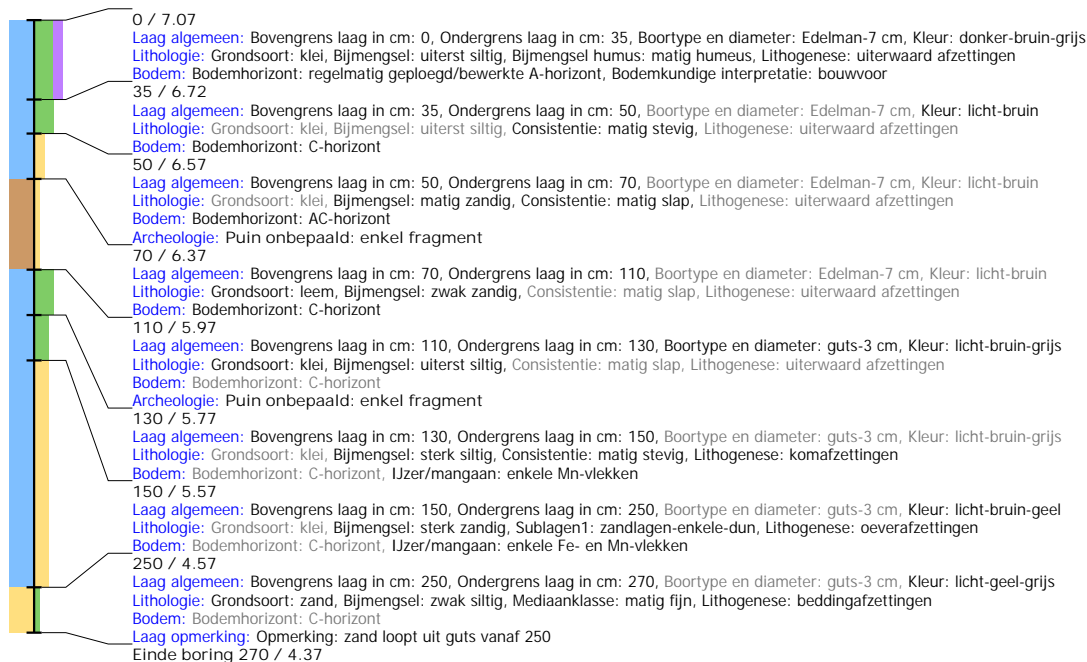 0 / 7.07
Laag algemeen: Bovengrens laag in cm: 0, Ondergrens laag in cm: 35, Boortype en diameter: Edelman-7 cm, Kleur: donker-bruin-grijs
Lithologie: Grondsoort: klei, Bijmengsel: uiterst siltig, Bijmengsel humus: matig humeus, Lithogenese: uiterwaard afzettingen
Bodem: Bodemhorizont: regelmatig geploegd/bewerkte A-horizont, Bodemkundige interpretatie: bouwvoor
35 / 6.72
Laag algemeen: Bovengrens laag in cm: 35, Ondergrens laag in cm: 50, Boortype en diameter: Edelman-7 cm, Kleur: licht-bruin
Lithologie: Grondsoort: klei, Bijmengsel: uiterst siltig, Consistentie: matig stevig, Lithogenese: uiterwaard afzettingen
Bodem: Bodemhorizont: C-horizont
50 / 6.57
Laag algemeen: Bovengrens laag in cm: 50, Ondergrens laag in cm: 70, Boortype en diameter: Edelman-7 cm, Kleur: licht-bruin
Lithologie: Grondsoort: klei, Bijmengsel: matig zandig, Consistentie: matig slap, Lithogenese: uiterwaard afzettingen
Bodem: Bodemhorizont: AC-horizont
Archeologie: Puin onbepaald: enkel fragment
70 / 6.37
Laag algemeen: Bovengrens laag in cm: 70, Ondergrens laag in cm: 110, Boortype en diameter: Edelman-7 cm, Kleur: licht-bruin
Lithologie: Grondsoort: leem, Bijmengsel: zwak zandig, Consistentie: matig slap, Lithogenese: uiterwaard afzettingen
Bodem: Bodemhorizont: C-horizont
110 / 5.97
Laag algemeen: Bovengrens laag in cm: 110, Ondergrens laag in cm: 130, Boortype en diameter: guts-3 cm, Kleur: licht-bruin-grijs
Lithologie: Grondsoort: klei, Bijmengsel: uiterst siltig, Consistentie: matig slap, Lithogenese: uiterwaard afzettingen
Bodem: Bodemhorizont: C-horizont
Archeologie: Puin onbepaald: enkel fragment
130 / 5.77
Laag algemeen: Bovengrens laag in cm: 130, Ondergrens laag in cm: 150, Boortype en diameter: guts-3 cm, Kleur: licht-bruin-grijs
Lithologie: Grondsoort: klei, Bijmengsel: sterk siltig, Consistentie: matig stevig, Lithogenese: komafzettingen
Bodem: Bodemhorizont: C-horizont, IJzer/mangaan: enkele Mn-vlekken
150 / 5.57
Laag algemeen: Bovengrens laag in cm: 150, Ondergrens laag in cm: 250, Boortype en diameter: guts-3 cm, Kleur: licht-bruin-geel
Lithologie: Grondsoort: klei, Bijmengsel: sterk zandig, Sublagen1: zandlagen-enkele-dun, Lithogenese: oeverafzettingen
Bodem: Bodemhorizont: C-horizont, IJzer/mangaan: enkele Fe- en Mn-vlekken
250 / 4.57
Laag algemeen: Bovengrens laag in cm: 250, Ondergrens laag in cm: 270, Boortype en diameter: guts-3 cm, Kleur: licht-geel-grijs
Lithologie: Grondsoort: zand, Bijmengsel: zwak siltig, Mediaanklasse: matig fijn, Lithogenese: beddingafzettingen
Bodem: Bodemhorizont: C-horizont
Laag opmerking: Opmerking: zand loopt uit guts vanaf 250
Einde boring 270 / 4.37